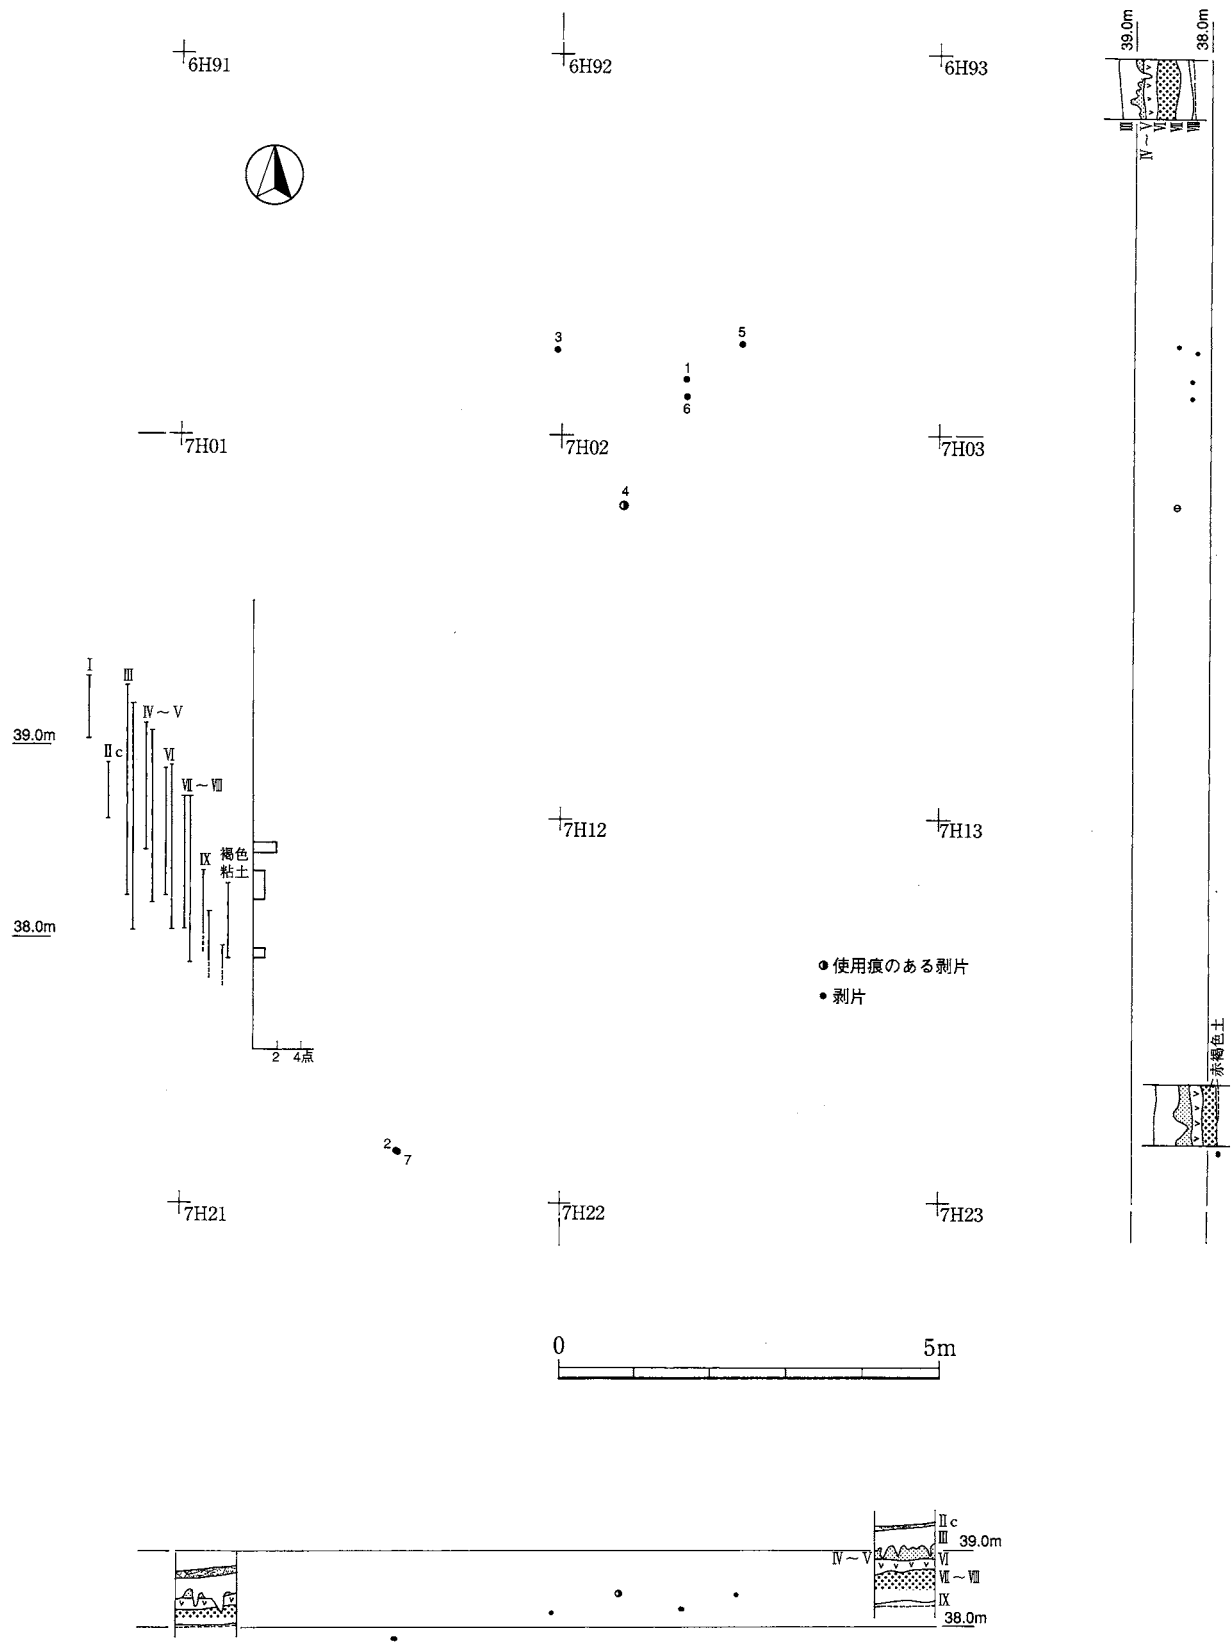 39.0m
38.0m
6H91
6H92
6H93
Ⅲ
Ⅳ～Ⅴ
Ⅵ
Ⅶ
Ⅷ
3
5
1
6
7H01
7H02
7H03
4
Ⅰ
Ⅲ
Ⅳ～Ⅴ
39.0m
Ⅱc
Ⅵ
Ⅶ～Ⅷ
7H12
7H13
Ⅸ
褐色
粘土
38.0m
使用痕のある剥片
剥片
2 4点
赤褐色土
2
7
7H21
7H22
7H23
0 5m
Ⅱc
Ⅲ
39.0m
Ⅳ～Ⅴ
Ⅵ
Ⅶ～Ⅷ
Ⅸ
38.0m